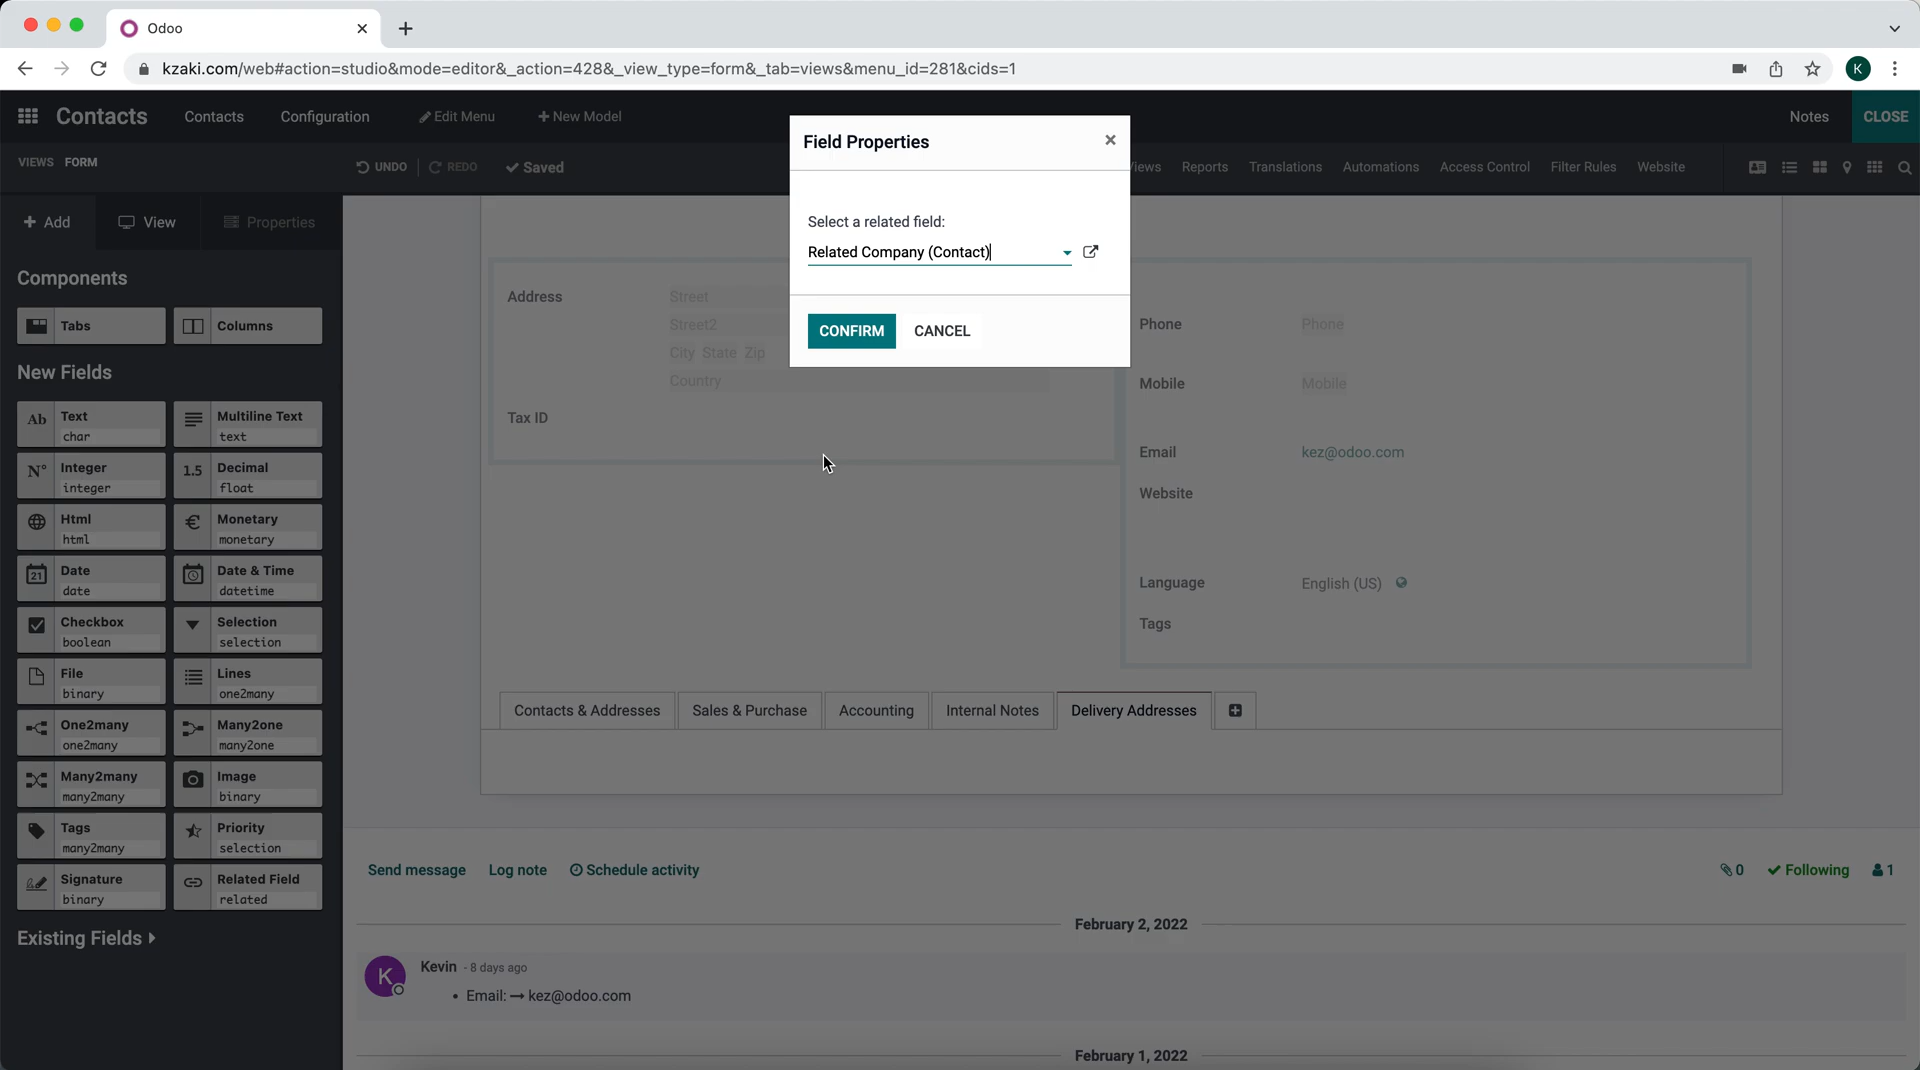 Odoo
kzaki.com/web#action=studio&mode=editor&_action=428&_view_type=form&_tab=views&menu_id=281&cids=1
K
Contacts
Contacts
Configuration
Edit Menu
New Model
Notes
CLOSE
VIEWS FORM
UNDO
REDO
Saved
Views
Reports
Translations
Automations
Access Control
Filter Rules
Website
Add
View
Properties
Field Properties
Select a related field:
Related Company (Contact)
CONFIRM
CANCEL
Components
Tabs
Columns
New Fields
Ab
Text
char
Multiline Text
text
N°
Integer
integer
1.5
Decimal
float
Html
html
€
Monetary
monetary
21
Date
date
Date & Time
datetime
Checkbox
boolean
Selection
selection
File
binary
Lines
one2many
One2many
one2many
Many2one
many2one
Many2many
many2many
Image
binary
Tags
many2many
Priority
selection
Signature
binary
Related Field
related
Existing Fields
Address
Street
Street2
City State Zip
Country
Tax ID
Phone
Phone
Mobile
Mobile
Email
kez@odoo.com
Website
Language
English (US)
Tags
Contacts & Addresses
Sales & Purchase
Accounting
Internal Notes
Delivery Addresses
Send message
Log note
Schedule activity
0
Following
1
February 2, 2022
K
Kevin - 8 days ago
• Email: → kez@odoo.com
February 1, 2022